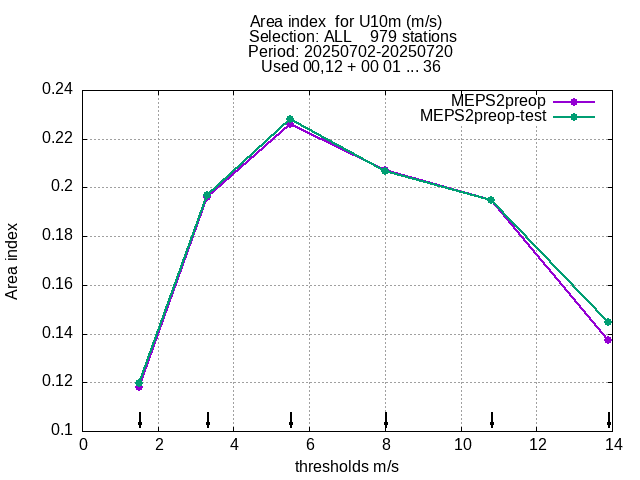 Area index  for U10m (m/s)
Selection: ALL    979 stations
Period: 20250702-20250720
Used 00,12 + 00 01 ... 36
MEPS2preop
MEPS2preop-test
Area index
0.24
0.22
0.2
0.18
0.16
0.14
0.12
0.1
0 2 4 6 8 10 12 14
thresholds m/s